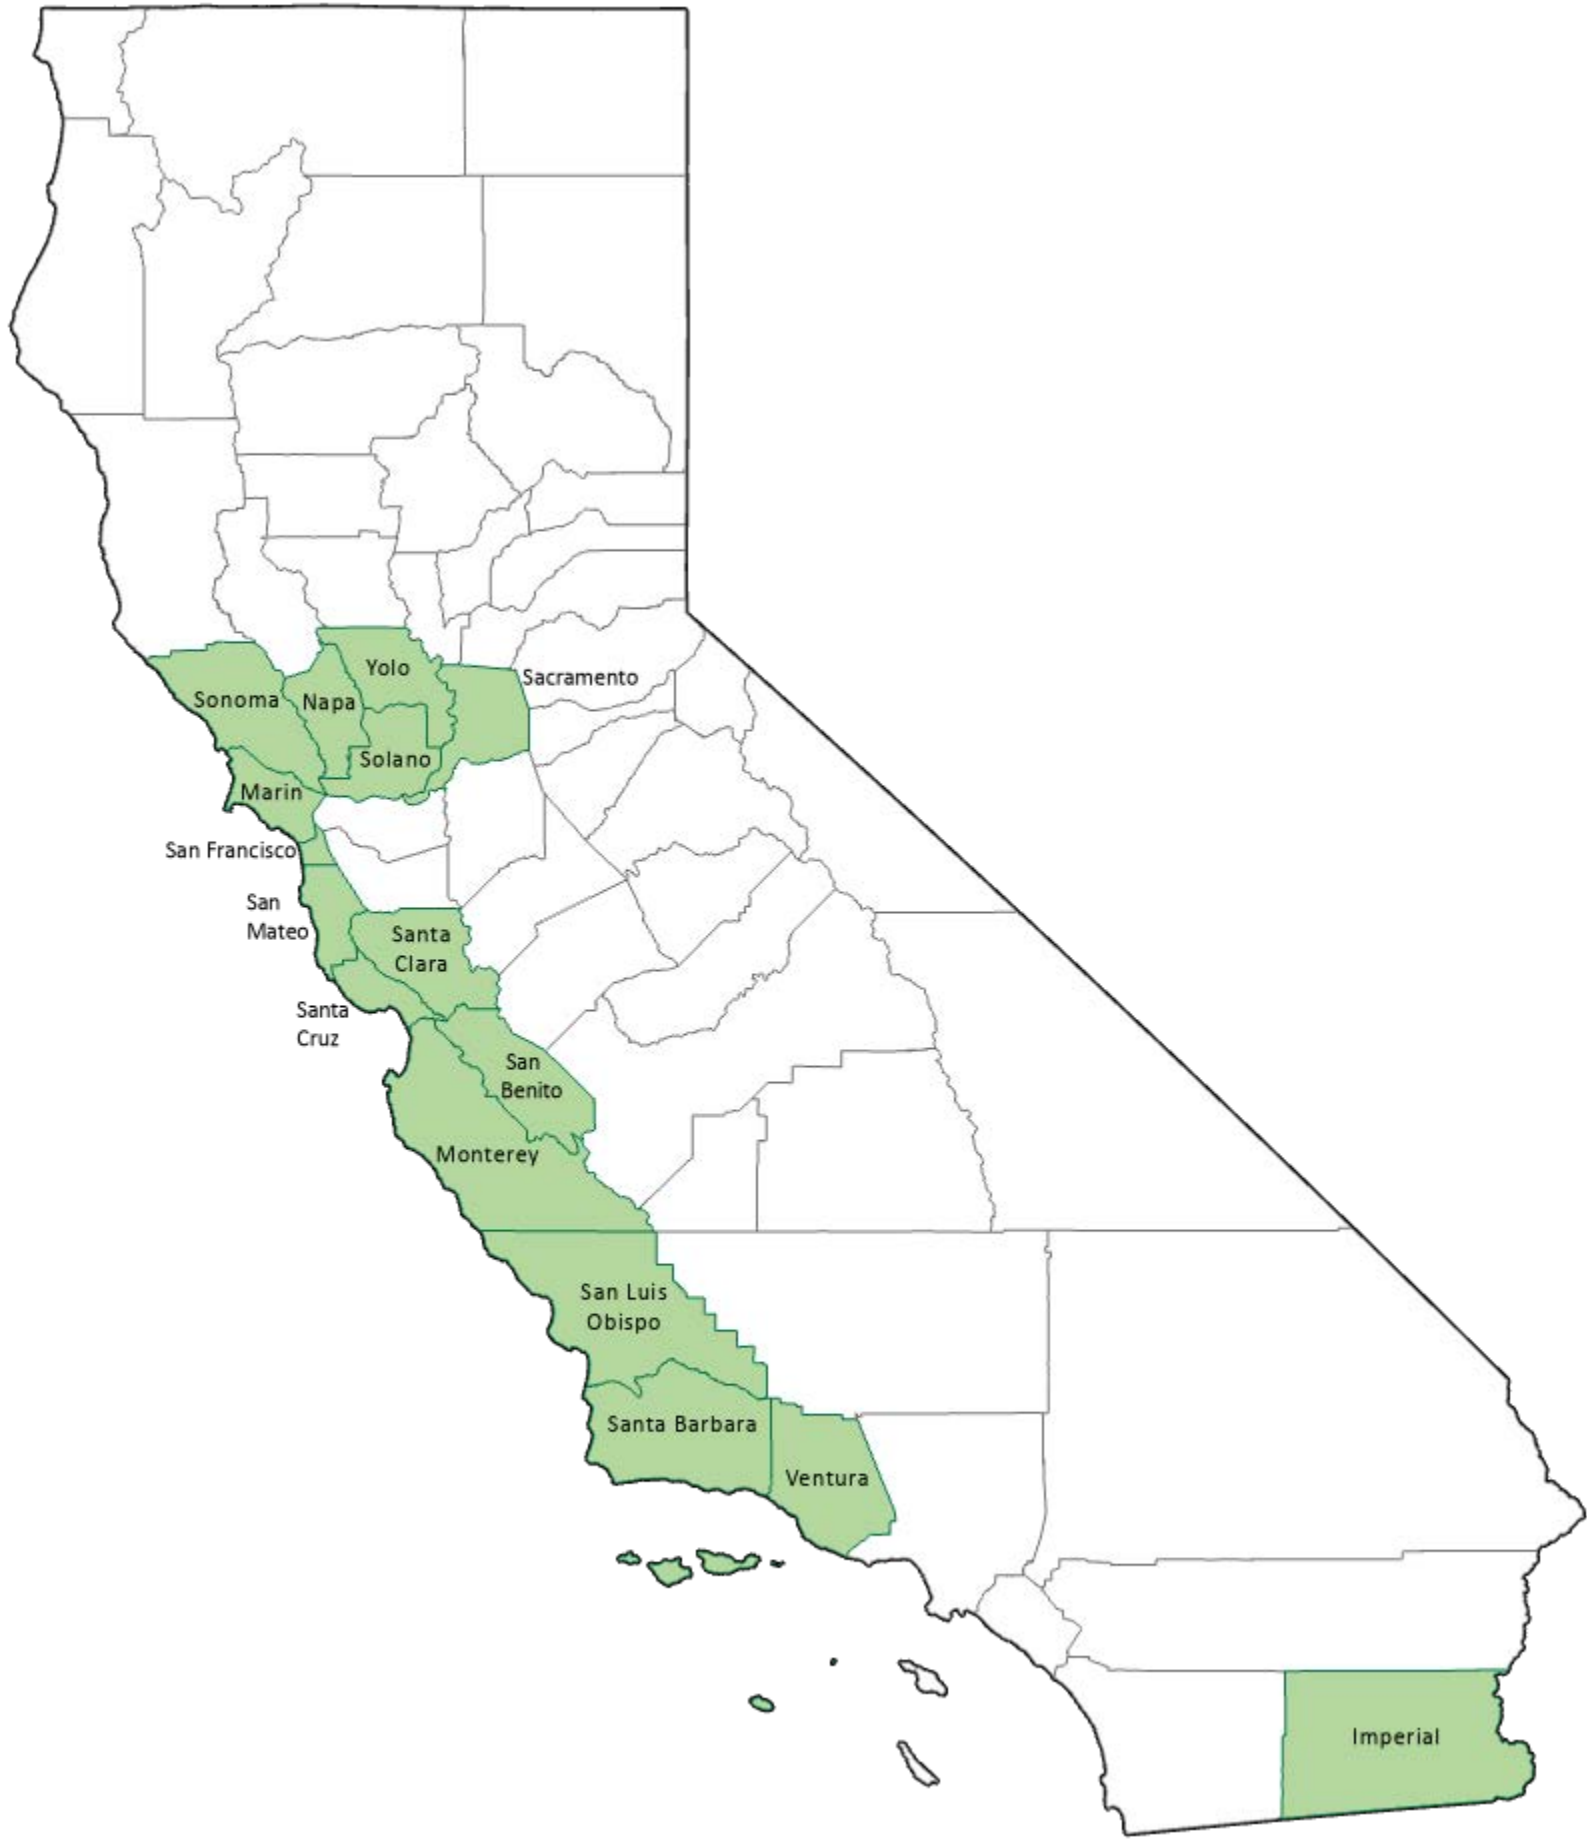 Yolo
Sacramento
Sonoma
Napa
Solano
Marin
San Francisco
San
Mateo
Santa
Clara
Santa
Cruz
San
Benito
Monterey
San Luis
Obispo
Santa Barbara
Ventura
Imperial